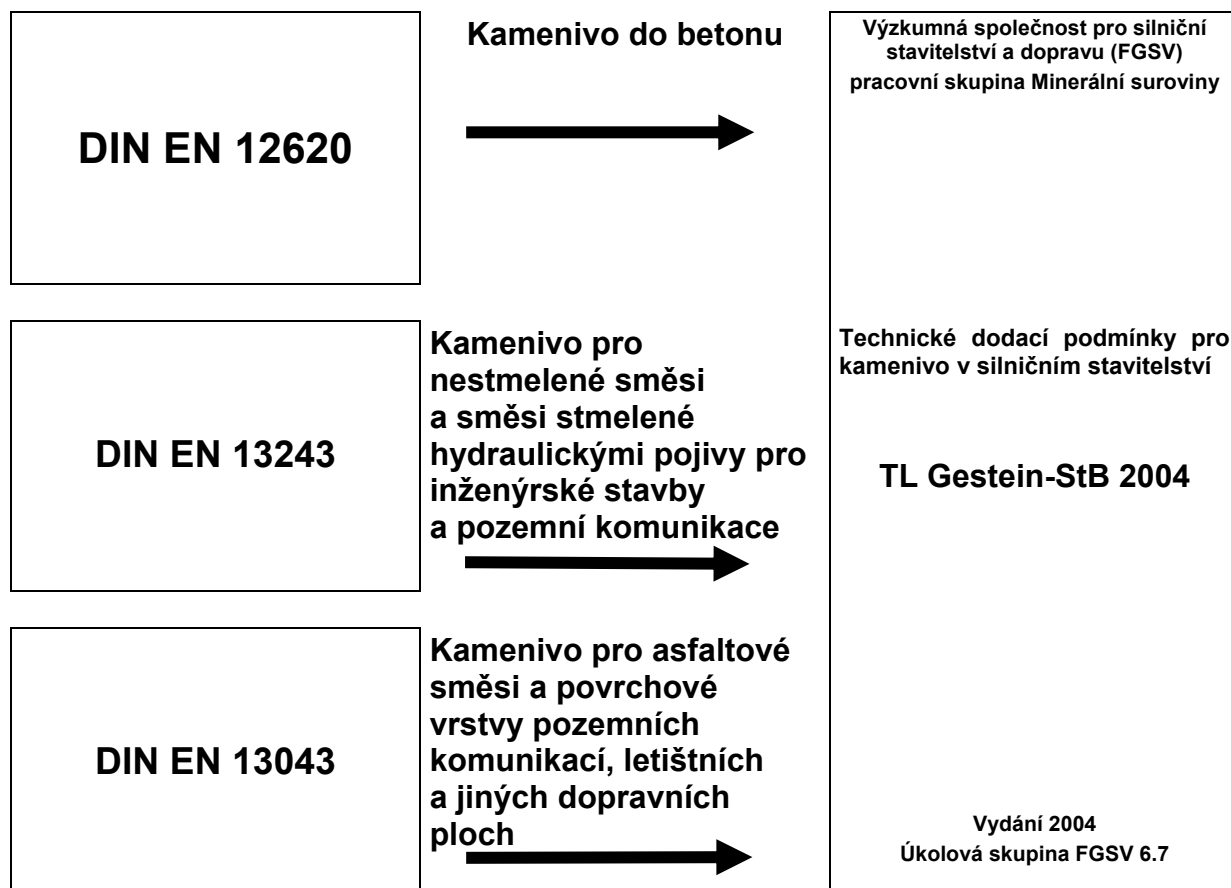 Kamenivo do betonu
DIN EN 12620
Výzkumná společnost pro silniční
stavitelství a dopravu (FGSV)
pracovní skupina Minerální suroviny
Kamenivo pro
nestmelené směsi
a směsi stmelené
hydraulickými pojivy pro
inženýrské stavby
a pozemní komunikace
DIN EN 13243
Technické dodací podmínky pro
kamenivo v silničním stavitelství
TL Gestein-StB 2004
Kamenivo pro asfaltové
směsi a povrchové
vrstvy pozemních
komunikací, letištních
a jiných dopravních
ploch
DIN EN 13043
Vydání 2004
Úkolová skupina FGSV 6.7